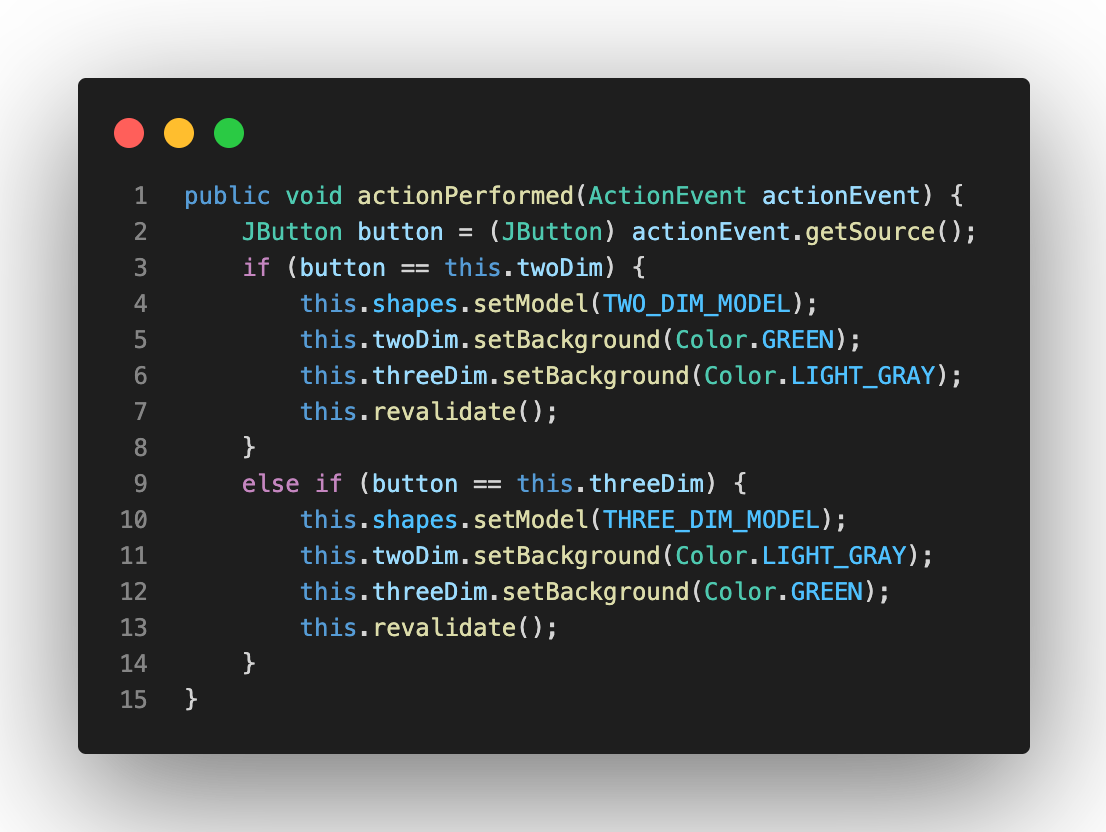 1 public void actionPerformed(ActionEvent actionEvent) {
2     JButton button = (JButton) actionEvent.getSource();
3     if (button == this.twoDim) {
4         this.shapes.setModel(TWO_DIM_MODEL);
5         this.twoDim.setBackground(Color.GREEN);
6         this.threeDim.setBackground(Color.LIGHT_GRAY);
7         this.revalidate();
8     }
9     else if (button == this.threeDim) {
10         this.shapes.setModel(THREE_DIM_MODEL);
11         this.twoDim.setBackground(Color.LIGHT_GRAY);
12         this.threeDim.setBackground(Color.GREEN);
13         this.revalidate();
14     }
15 }